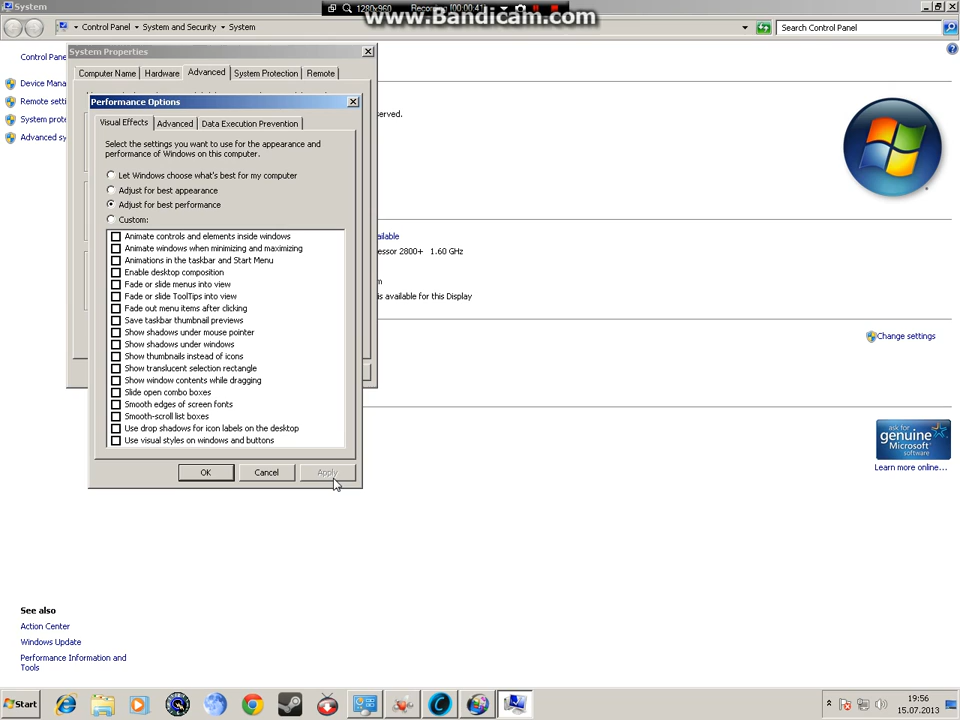 System
1280x960 Recording [00:00:41]
www.Bandicam.com
Control Panel System and Security System
Search Control Panel
Control Pane
Device Mana
Remote setti
System prote
Advanced sy
System Properties
Computer Name Hardware Advanced System Protection Remote
Performance Options
Visual Effects Advanced Data Execution Prevention
Select the settings you want to use for the appearance and
performance of Windows on this computer.
Let Windows choose what's best for my computer
Adjust for best appearance
Adjust for best performance
Custom:
Animate controls and elements inside windows
Animate windows when minimizing and maximizing
Animations in the taskbar and Start Menu
Enable desktop composition
Fade or slide menus into view
Fade or slide ToolTips into view
Fade out menu items after clicking
Save taskbar thumbnail previews
Show shadows under mouse pointer
Show shadows under windows
Show thumbnails instead of icons
Show translucent selection rectangle
Show window contents while dragging
Slide open combo boxes
Smooth edges of screen fonts
Smooth-scroll list boxes
Use drop shadows for icon labels on the desktop
Use visual styles on windows and buttons
OK Cancel Apply
erved.
ailable
essor 2800+ 1.60 GHz
m
is available for this Display
Change settings
ask for
genuine
Microsoft
software
Learn more online...
See also
Action Center
Windows Update
Performance Information and
Tools
Start
19:56
15.07.2013